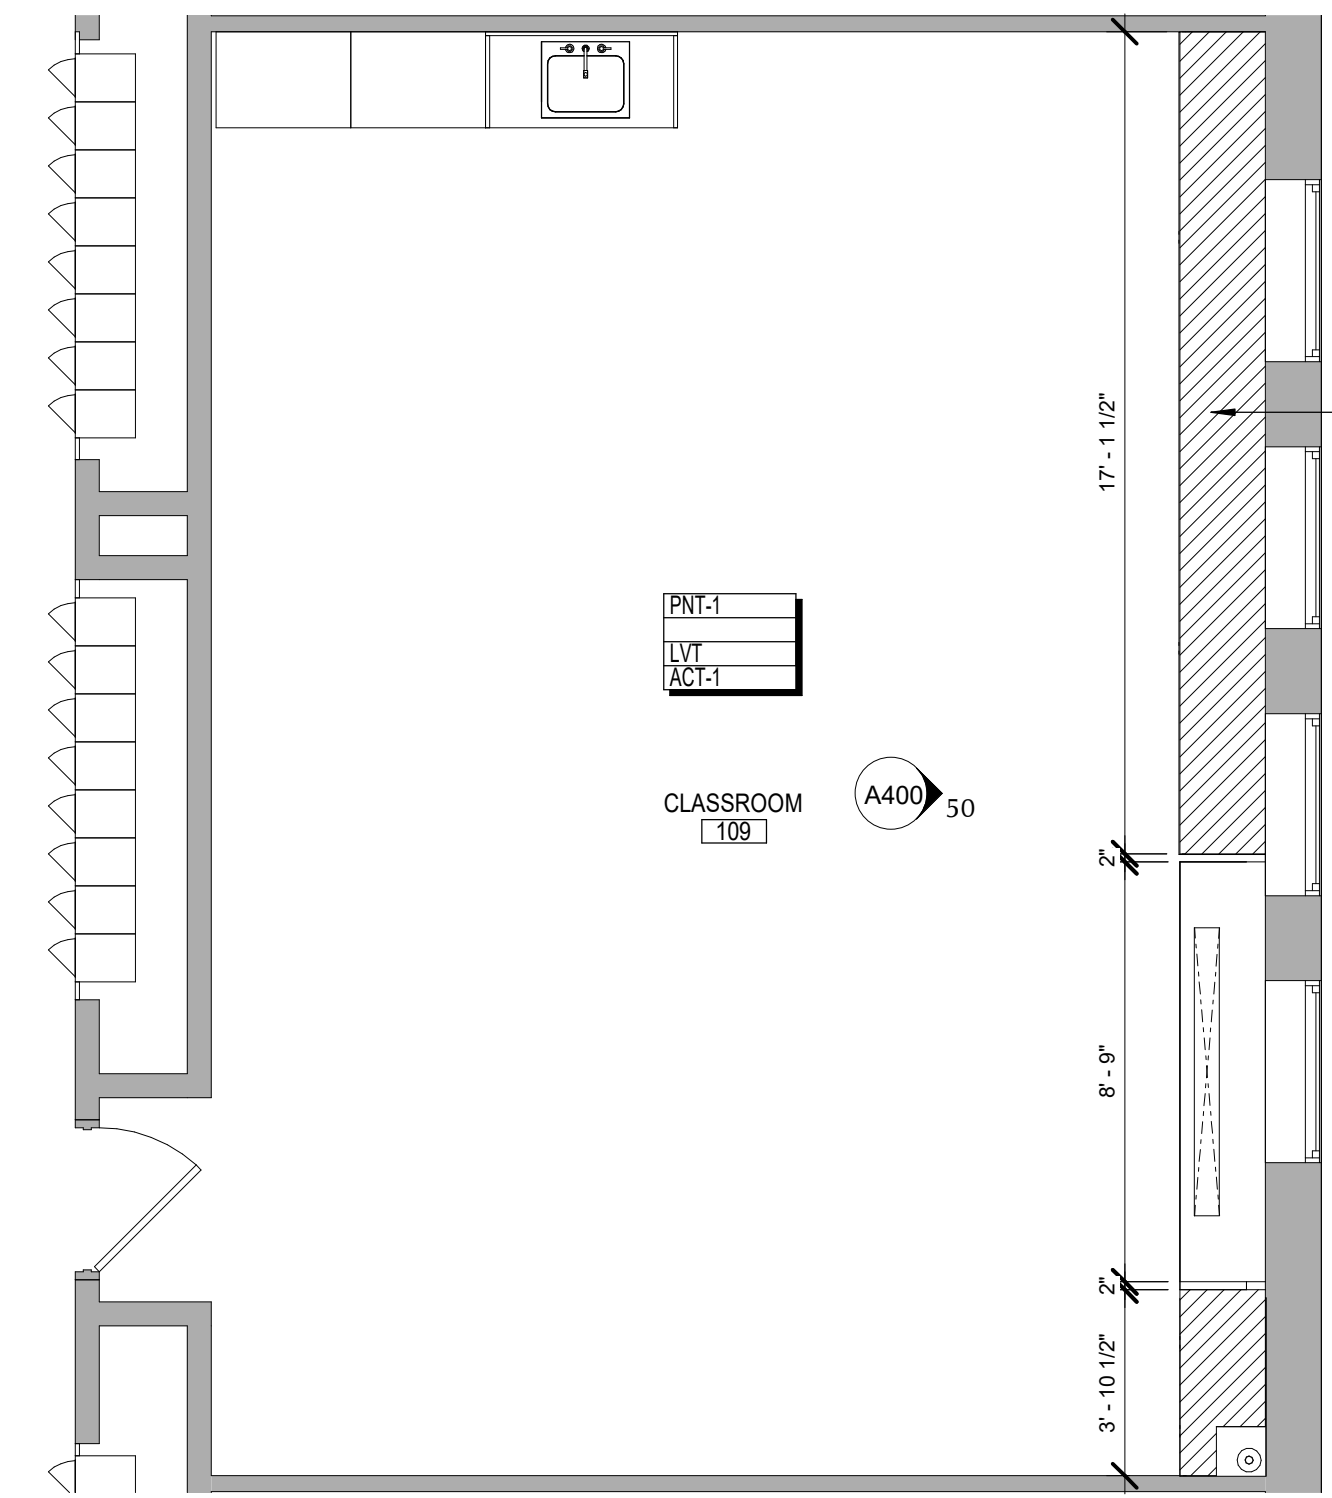 17' - 1 1/2"
PNT-1
LVT
ACT-1
CLASSROOM
109
A400
50
2"
8' - 9"
2"
3' - 10 1/2"